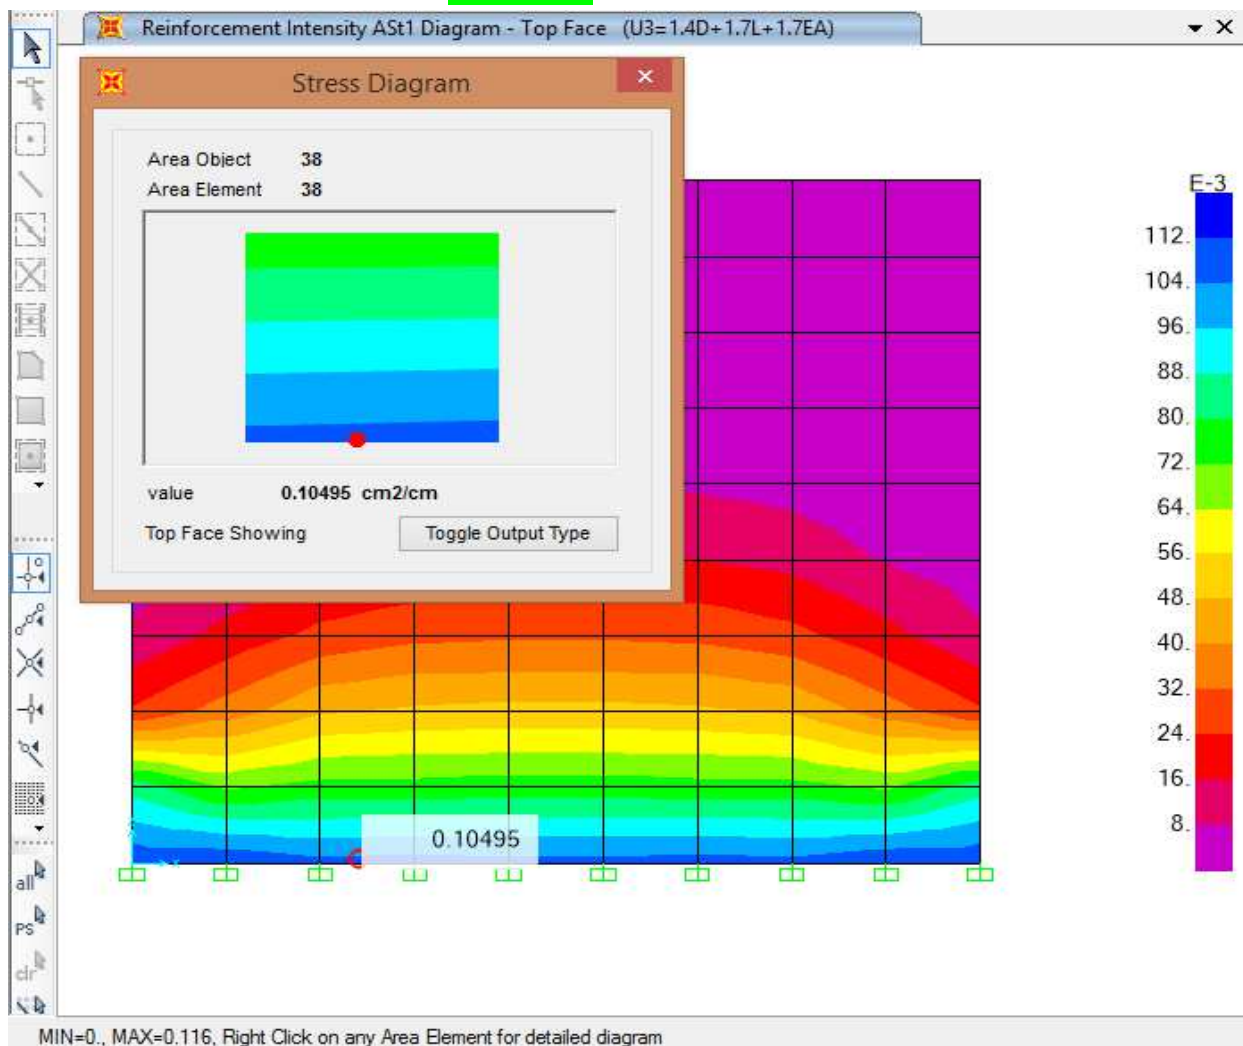 Reinforcement Intensity ASt1 Diagram - Top Face (U3=1.4D+1.7L+1.7EA)
Stress Diagram
Area Object 38
Area Element 38
value 0.10495 cm2/cm
Top Face Showing
Toggle Output Type
E-3
112.
104.
96.
88.
80.
72.
64.
56.
48.
40.
32.
24.
16.
8.
0.10495
all
PS
clr
MIN=0., MAX=0.116, Right Click on any Area Element for detailed diagram